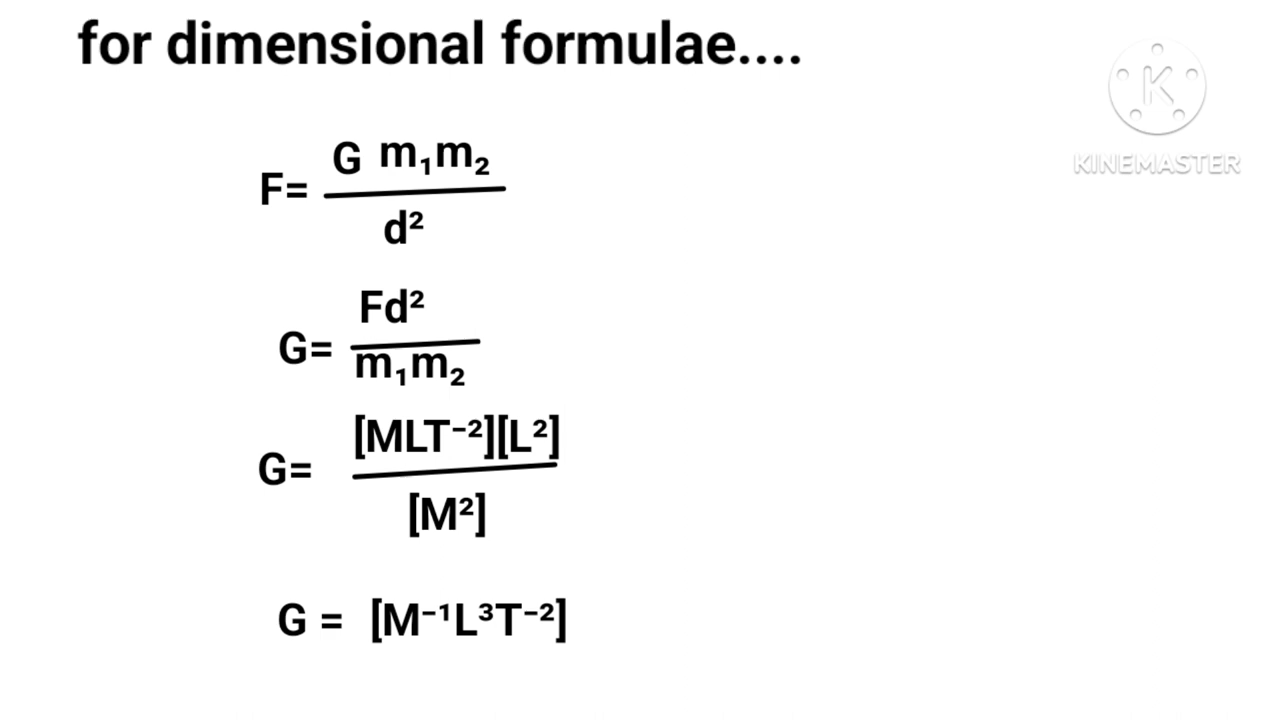 for dimensional formulae....
K
KINEMASTER
F= G m₁m₂
d²
G= Fd²
m₁m₂
G= [MLT⁻²][L²]
[M²]
G = [M⁻¹L³T⁻²]